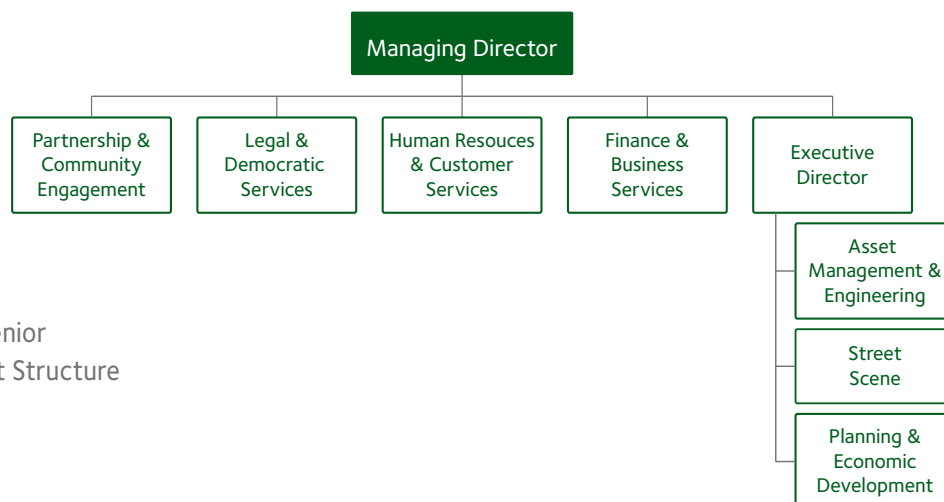 Managing Director
Partnership &
Community
Engagement
Legal &
Democratic
Services
Human Resouces
& Customer
Services
Finance &
Business
Services
Executive
Director
Asset
Management &
Engineering
enior
t Structure
Street
Scene
Planning &
Economic
Development